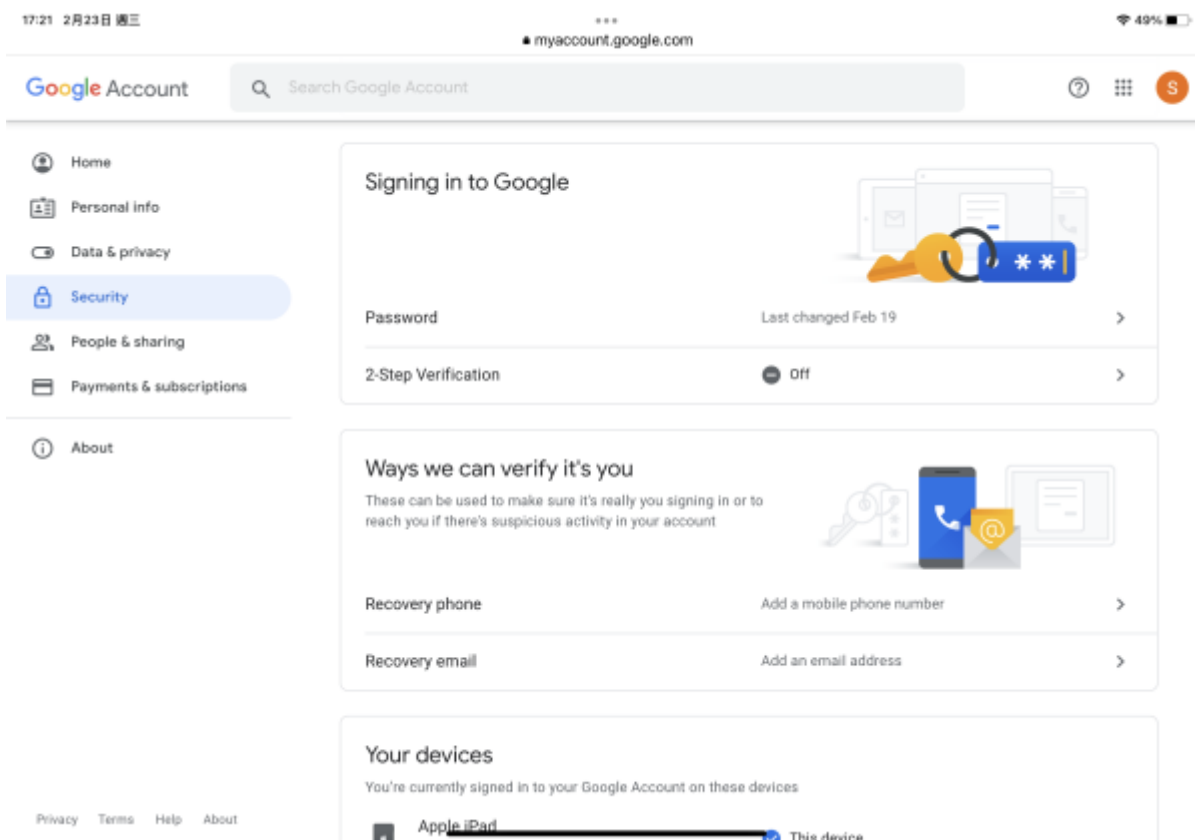 17:21 2月23日 週三
49%
myaccount.google.com
Google Account
Search Google Account
S
Home
Personal info
Data & privacy
Security
People & sharing
Payments & subscriptions
About
Signing in to Google
**
Password
Last changed Feb 19
2-Step Verification
Off
Ways we can verify it's you
These can be used to make sure it's really you signing in or to
reach you if there's suspicious activity in your account
@
Recovery phone
Add a mobile phone number
Recovery email
Add an email address
Your devices
You're currently signed in to your Google Account on these devices
Apple iPad
This device
Privacy Terms Help About